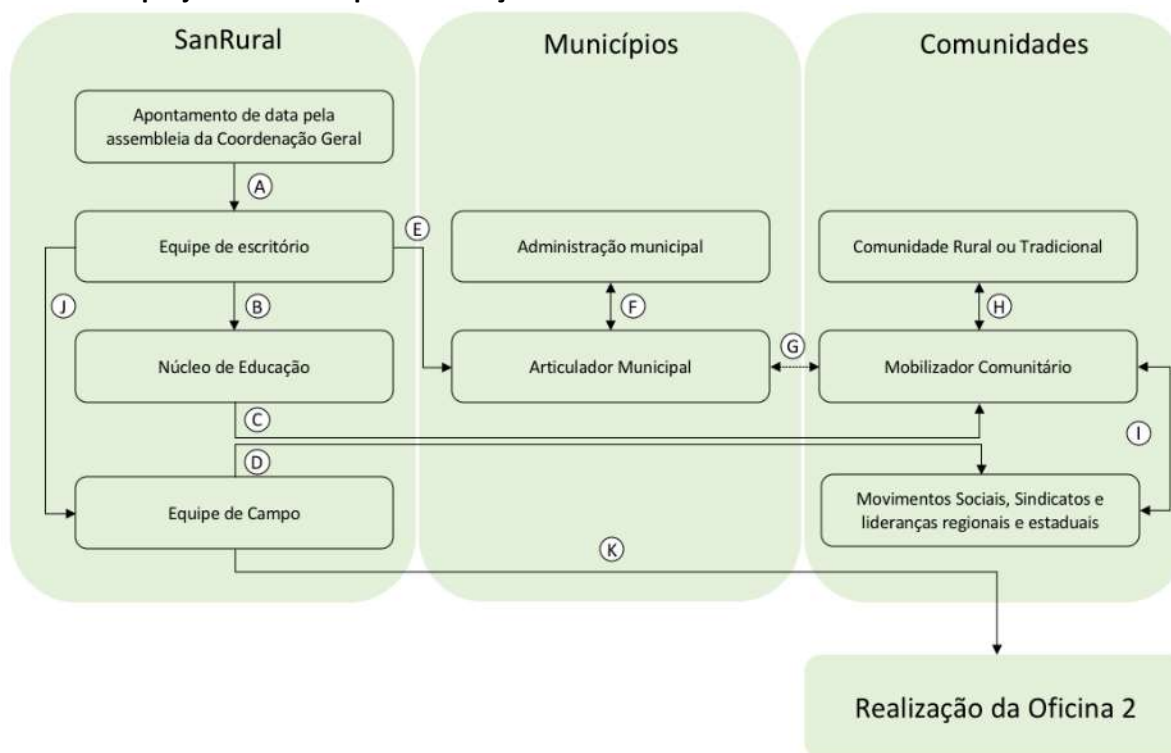 SanRural
Municípios
Comunidades
Apontamento de data pela
assembleia da Coordenação Geral
A
Equipe de escritório
E
Administração municipal
Comunidade Rural ou Tradicional
J
B
F
H
Núcleo de Educação
Articulador Municipal
G
Mobilizador Comunitário
C
I
D
Equipe de Campo
Movimentos Sociais, Sindicatos e
lideranças regionais e estaduais
K
Realização da Oficina 2